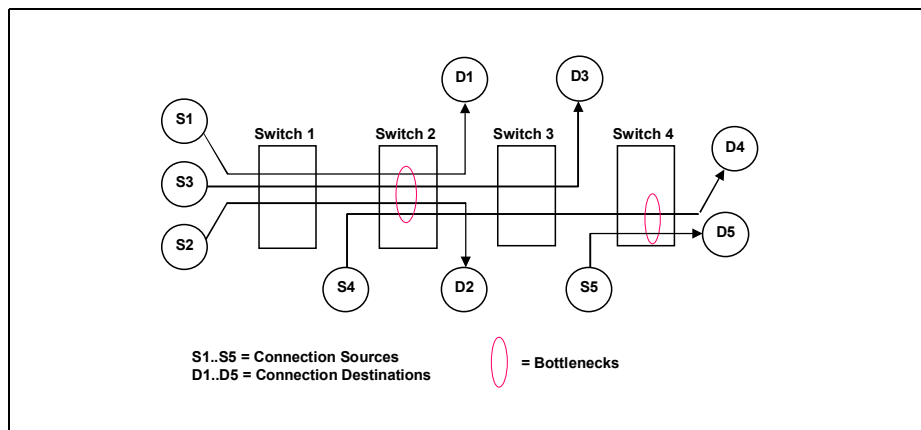 D1
D3
S1
Switch 1
Switch 2
Switch 3
Switch 4
D4
S3
S2
D5
S4
D2
S5
S1..S5 = Connection Sources
D1..D5 = Connection Destinations
= Bottlenecks